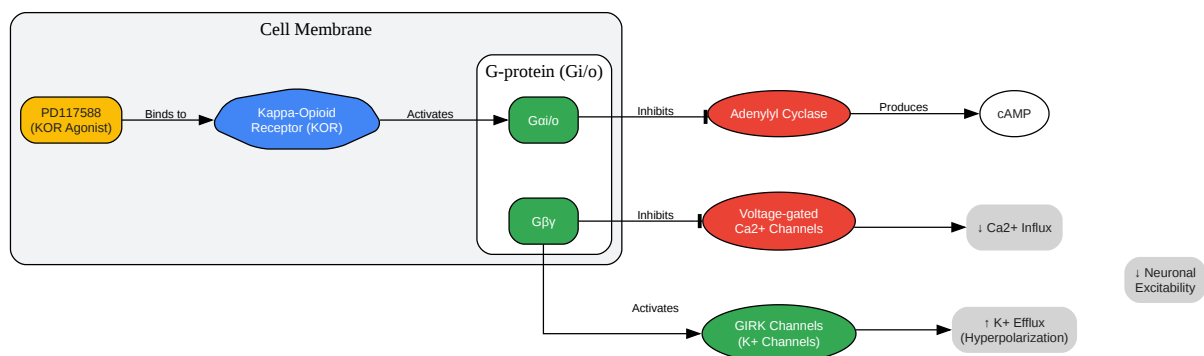 Cell Membrane
G-protein (Gi/o)
PD117588
(KOR Agonist)
Binds to
Kappa-Opioid
Receptor (KOR)
Activates
Gαi/o
Inhibits
Adenylyl Cyclase
Produces
cAMP
Gβγ
Inhibits
Voltage-gated
Ca2+ Channels
↓ Ca2+ Influx
↓ Neuronal
Excitability
Activates
GIRK Channels
(K+ Channels)
↑ K+ Efflux
(Hyperpolarization)